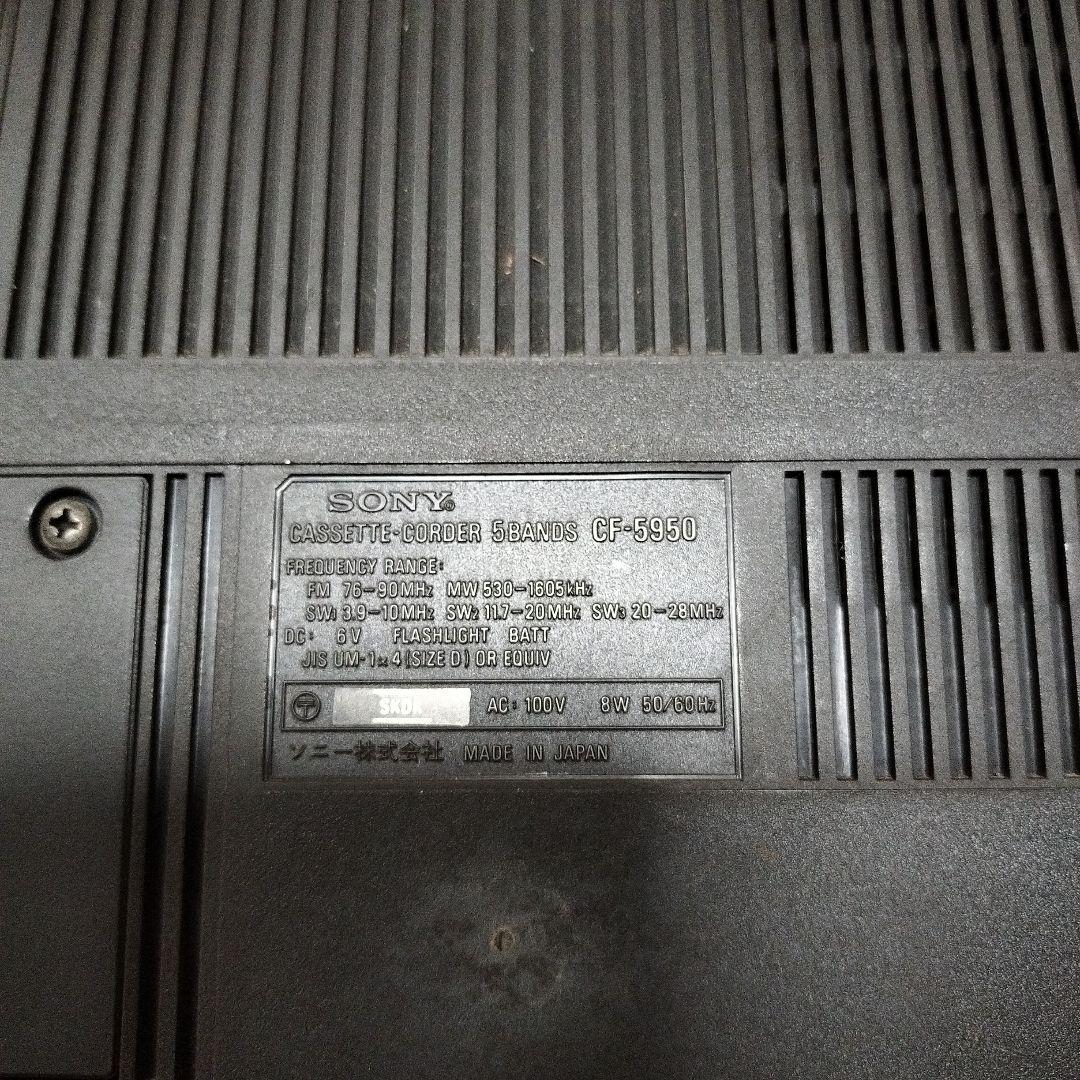 SONY®
CASSETTE-CORDER 5BANDS CF-5950
FREQUENCY RANGE:
FM 76-90MHz MW 530-1605kHz
SW1 3.9-10MHz SW2 11.7-20MHz SW3 20-28MHz
DC: 6V FLASHLIGHT BATT
JIS UM-1×4 (SIZE D) OR EQUIV
〒 SKDK AC: 100V 8W 50/60Hz
ソニー株式会社 MADE IN JAPAN